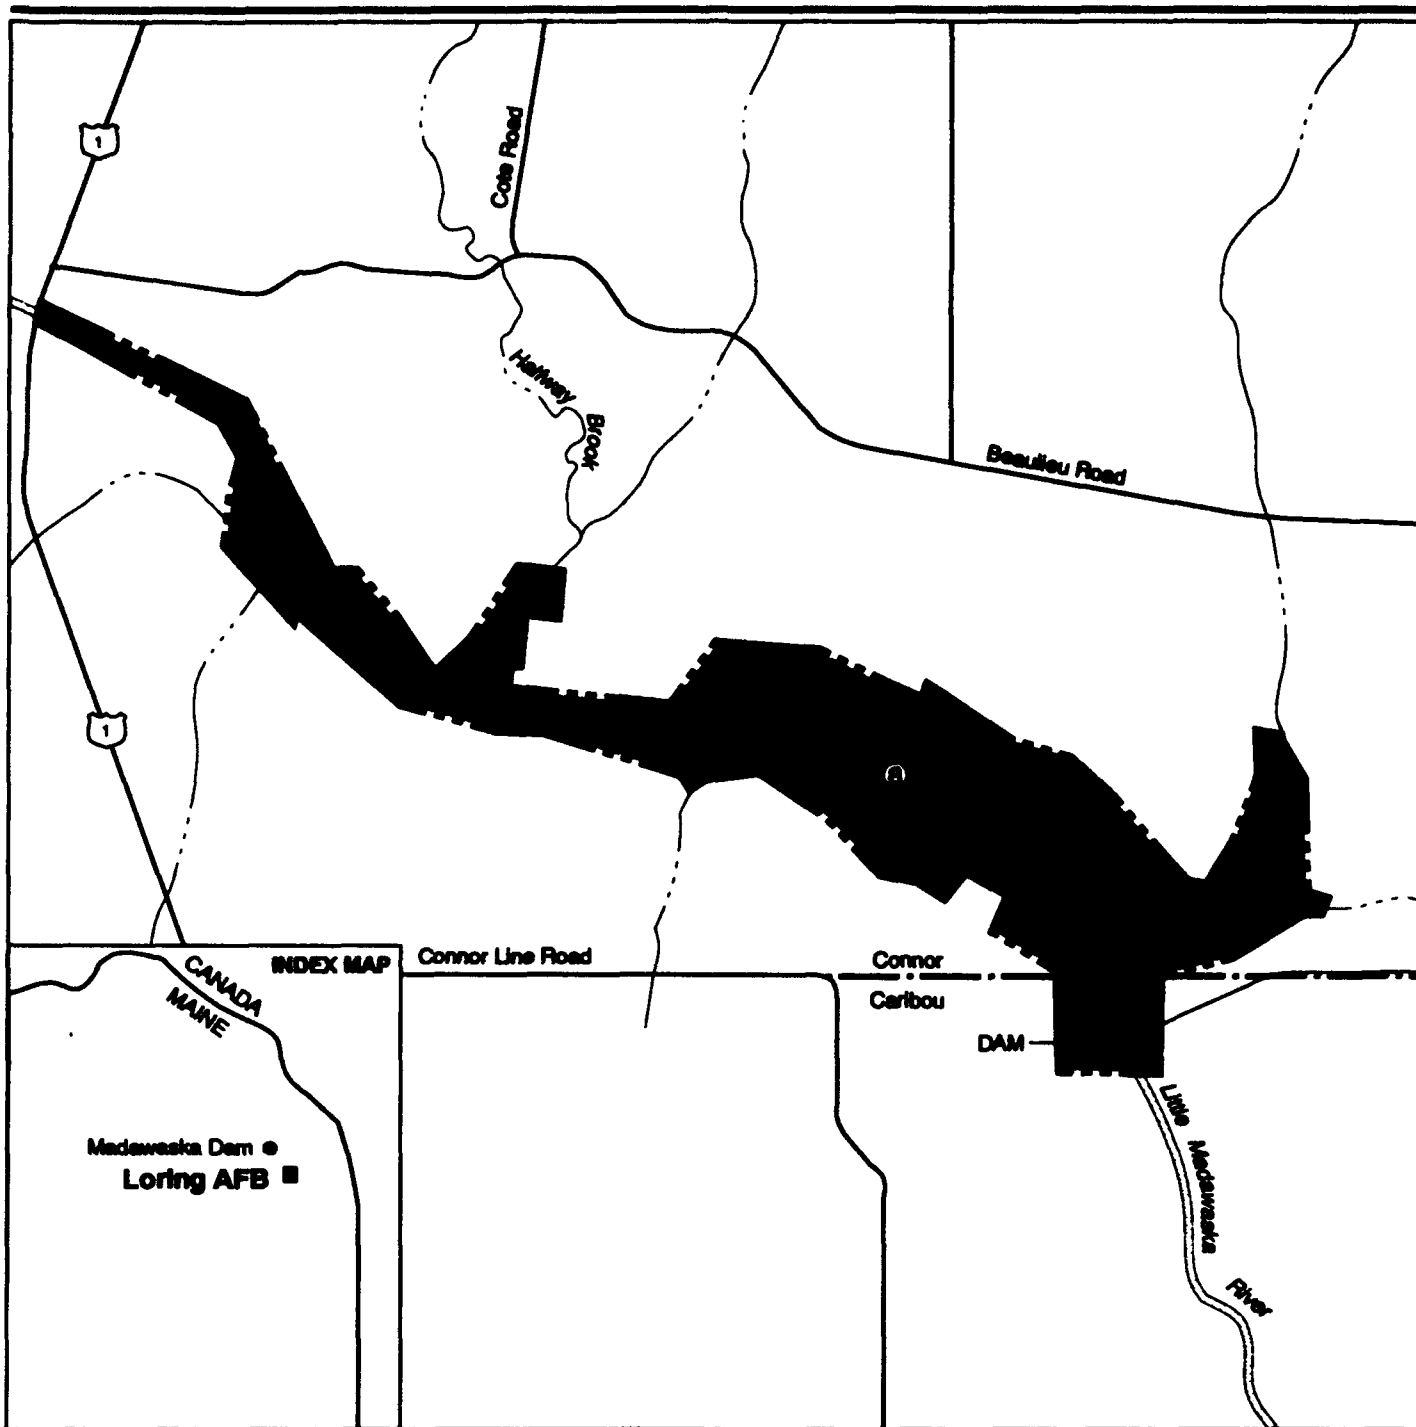 1
Cote Road
Halfway
Brook
Beaulieu Road
1
Connor Line Road
Connor
Caribou
DAM
Little Madawaska
River
INDEX MAP
CANADA
MAINE
Madawaska Dam
Loring AFB